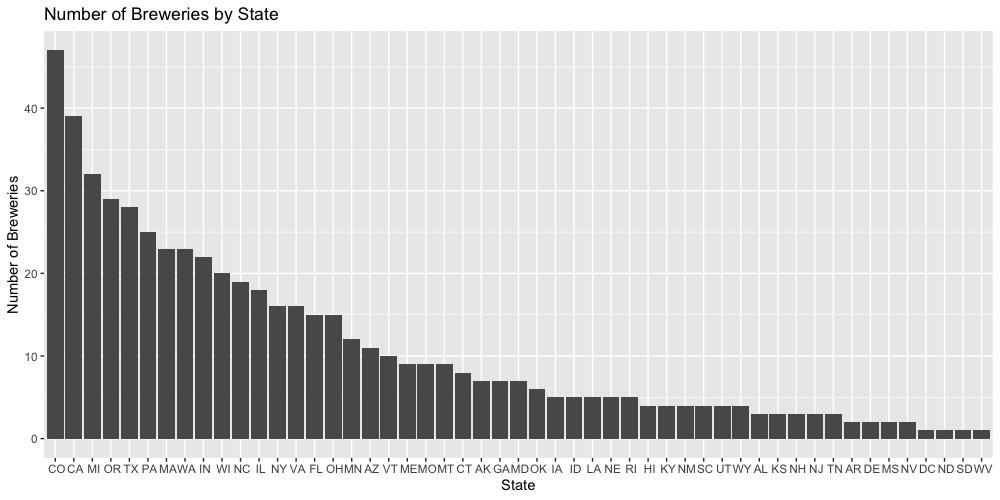 Number of Breweries by State
Number of Breweries
40
30
20
10
0
CO CA MI OR TX PA MA WA IN WI NC IL NY VA FL OH MN AZ VT ME MO MT CT AK GA MD OK IA ID LA NE RI HI KY NM SC UT WY AL KS NH NJ TN AR DE MS NV DC ND SD WV
State